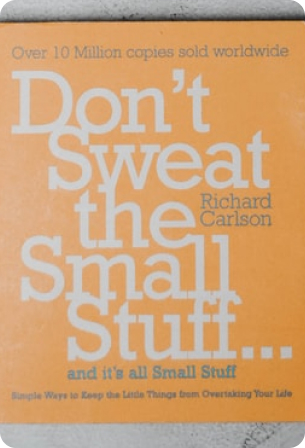 Over 10 Million copies sold worldwide
Don't
Sweat
the
Richard
Carlson
Small
Stuff...
and it's all Small Stuff
Simple Ways to Keep the Little Things from Overtaking Your Life